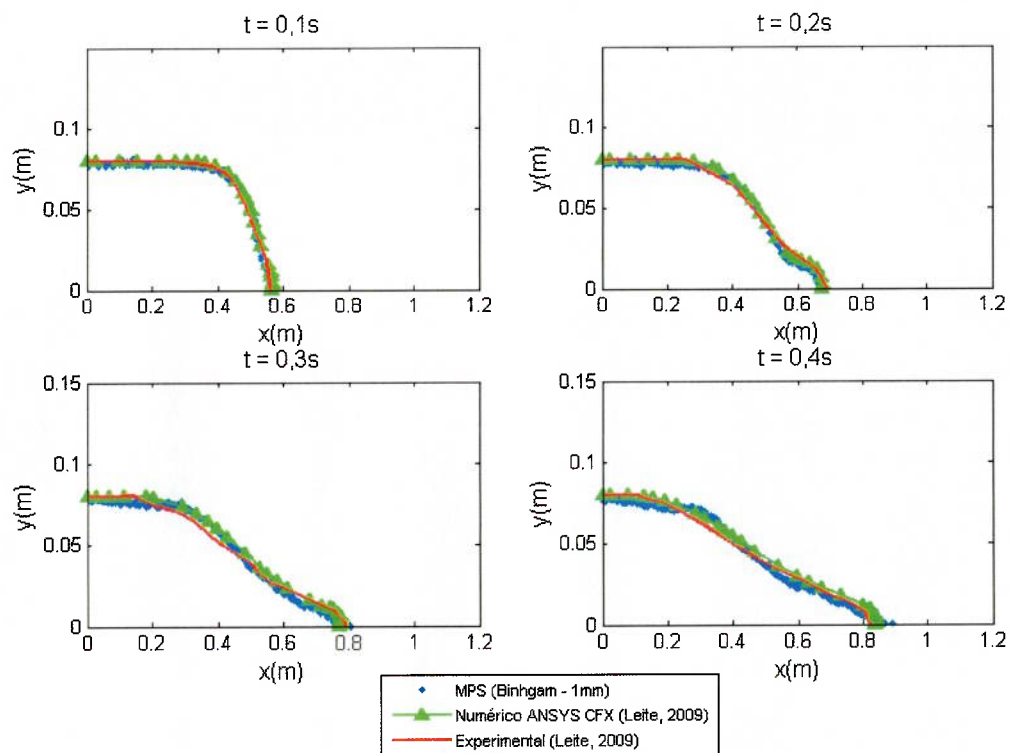 t = 0,1s
t = 0,2s
0.1
0.05
0
y(m)
0 0.2 0.4 0.6 0.8 1 1.2
x(m)
0.1
0.05
0
y(m)
0 0.2 0.4 0.6 0.8 1 1.2
x(m)
t = 0,3s
t = 0,4s
0.15
0.1
0.05
0
y(m)
0 0.2 0.4 0.6 0.8 1 1.2
x(m)
0.15
0.1
0.05
0
y(m)
0 0.2 0.4 0.6 0.8 1 1.2
x(m)
MPS (Binhgam - 1mm)
Numérico ANSYS CFX (Leite, 2009)
Experimental (Leite, 2009)